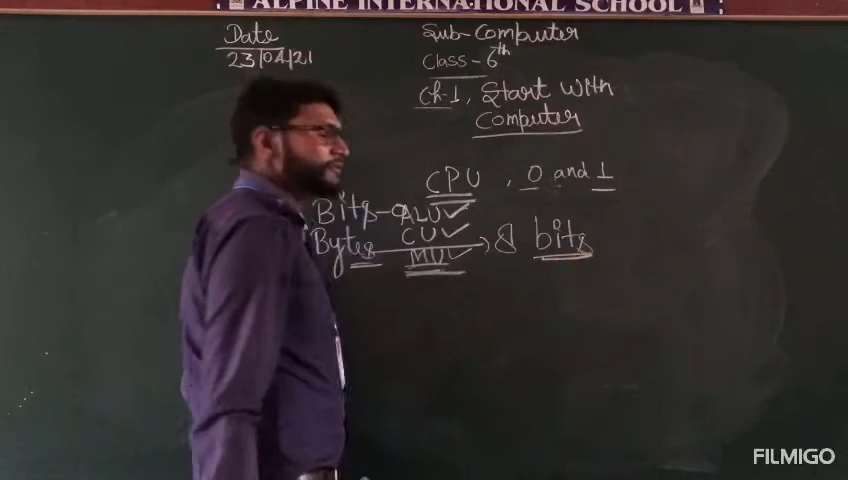 ALPINE INTERNATIONAL SCHOOL
Date
23/04/21
Sub- Computer
Class - 6th
Ch-1, Start with
Computer
CPU , 0 and 1
Bits - ALU
Bytes CU 8 bits
MU
FILMIGO